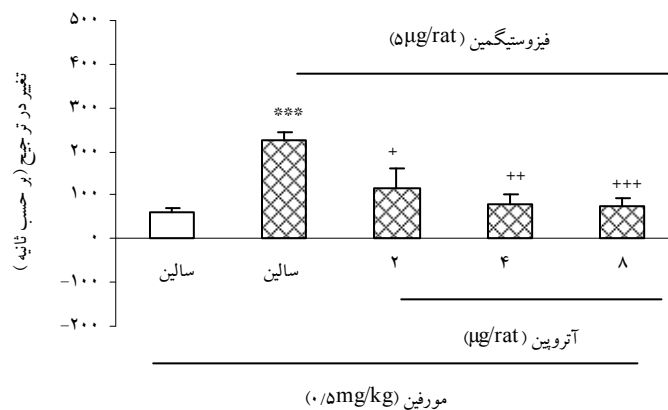 ۵۰۰
فیزوستیگمین (۵μg/rat)
۴۰۰
۳۰۰
***
۲۰۰
+
++
+++
۱۰۰
۰
سالین
سالین
۲
۴
۸
-۱۰۰
-۲۰۰
تغییر در ترجیح (بر حسب ثانیه)
آتروپین (μg/rat)
مورفین (۰/۵mg/kg)